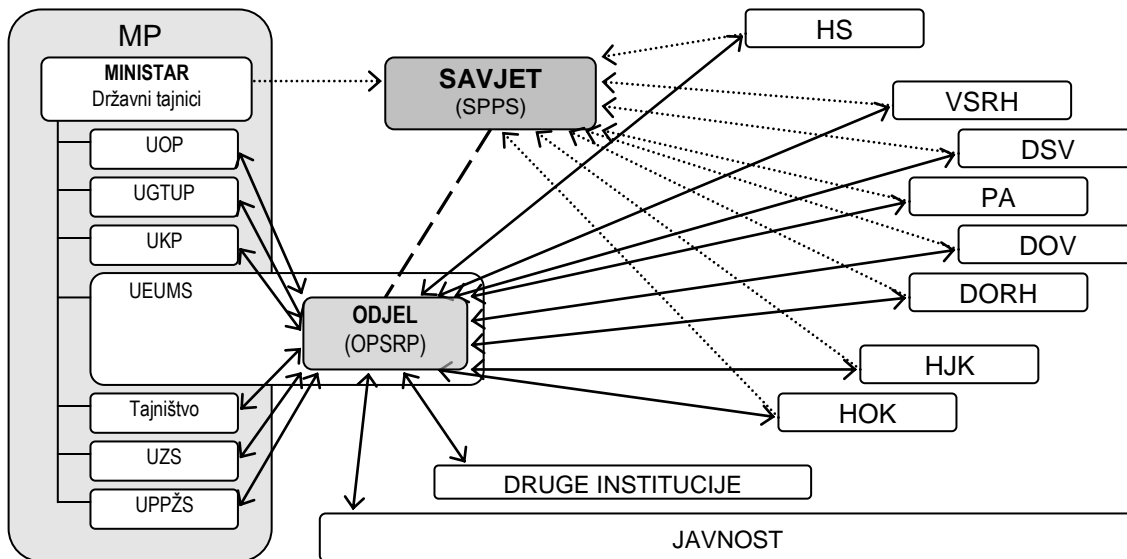 MP
MINISTAR
Državni tajnici
UOP
UGTUP
UKP
UEUMS
Tajništvo
UZS
UPPŽS
SAVJET
(SPPS)
ODJEL
(OPSRP)
HS
VSRH
DSV
PA
DOV
DORH
HJK
HOK
DRUGE INSTITUCIJE
JAVNOST